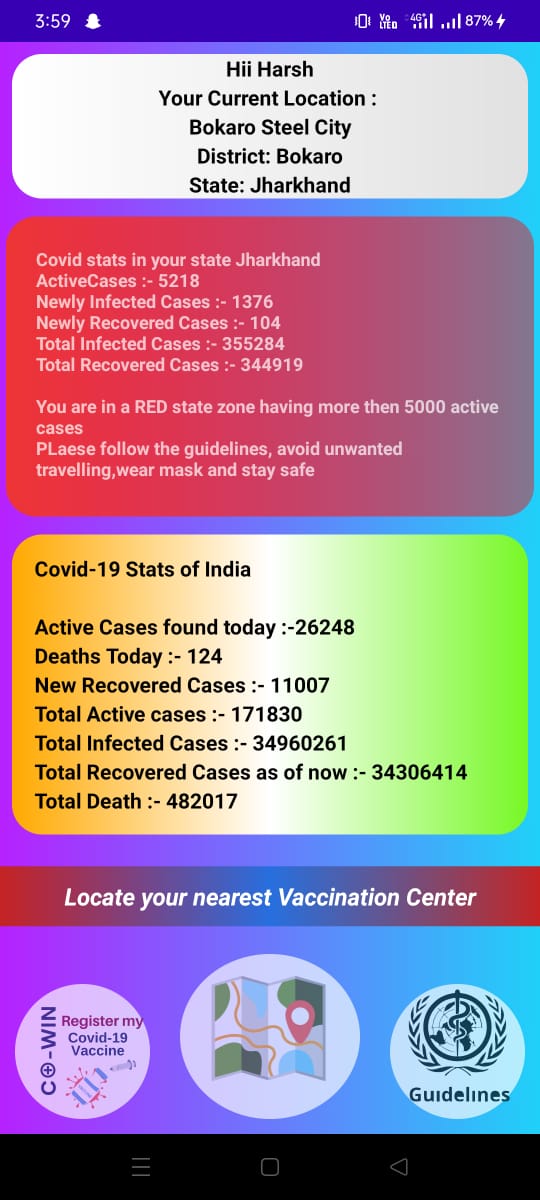 3:59
Vo
LTE
4G+
87%
Hii Harsh
Your Current Location :
Bokaro Steel City
District: Bokaro
State: Jharkhand
Covid stats in your state Jharkhand
ActiveCases :- 5218
Newly Infected Cases :- 1376
Newly Recovered Cases :- 104
Total Infected Cases :- 355284
Total Recovered Cases :- 344919
You are in a RED state zone having more then 5000 active
cases
PLaese follow the guidelines, avoid unwanted
travelling,wear mask and stay safe
Covid-19 Stats of India
Active Cases found today :-26248
Deaths Today :- 124
New Recovered Cases :- 11007
Total Active cases :- 171830
Total Infected Cases :- 34960261
Total Recovered Cases as of now :- 34306414
Total Death :- 482017
Locate your nearest Vaccination Center
CO-WIN
Register my
Covid-19
Vaccine
Guidelines